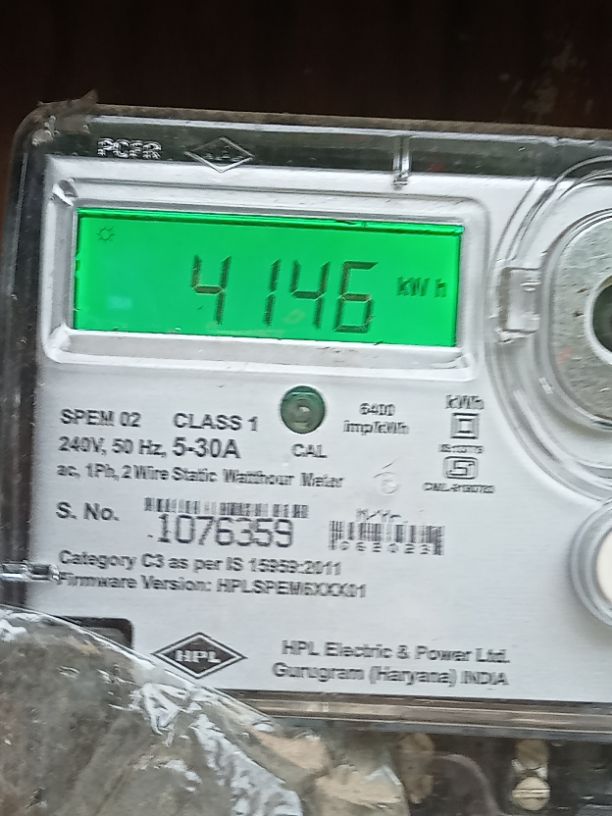 4146 kWh
6400
imp/kWh
kWh
SPEM 02 CLASS 1
240V, 50 Hz, 5-30A
CAL
ac, 1Ph, 2 Wire Static Watthour Meter
S. No.
1076359
M/Yr.
062023
Category C3 as per IS 15959:2011
Firmware Version: HPLSPEM6XXX01
HPL
HPL Electric & Power Ltd.
Gurugram (Haryana) INDIA